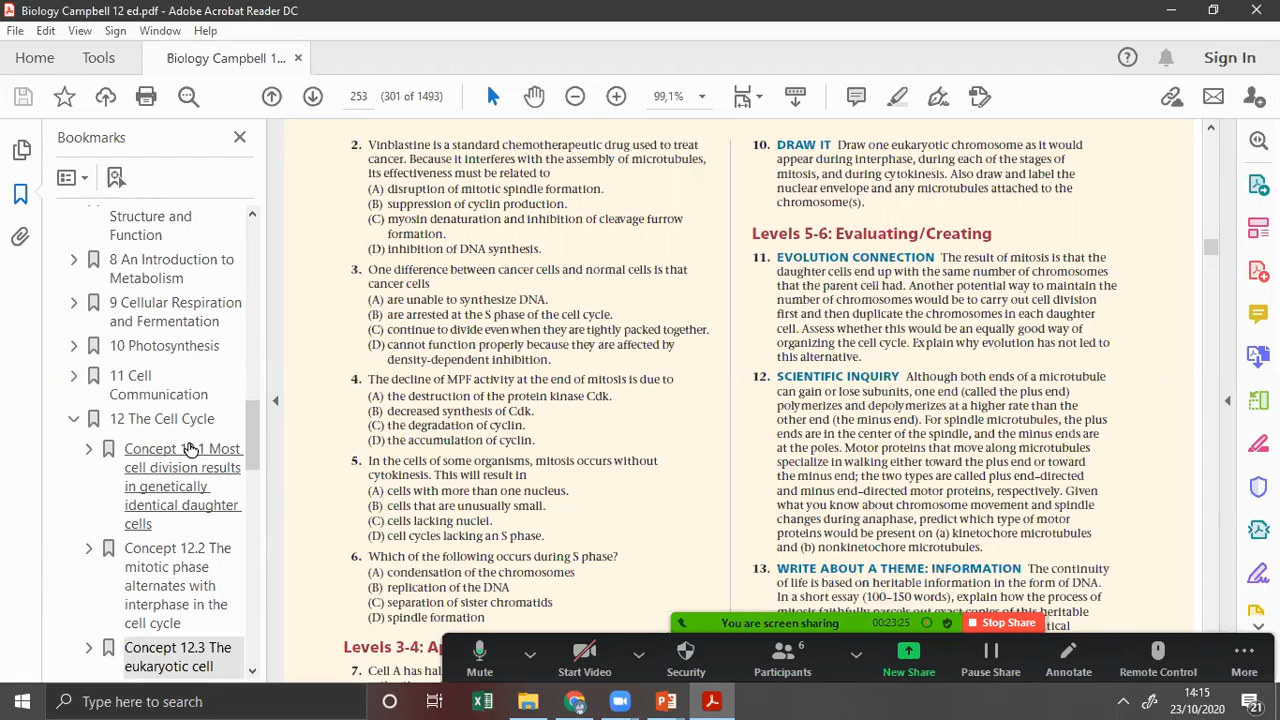 Biology Campbell 12 ed.pdf - Adobe Acrobat Reader DC
File Edit View Sign Window Help
Home Tools Biology Campbell 1... × Sign In
253 (301 of 1493) 99,1%
Bookmarks
Structure and
Function
8 An Introduction to
Metabolism
9 Cellular Respiration
and Fermentation
10 Photosynthesis
11 Cell
Communication
12 The Cell Cycle
Concept Most
cell division results
in genetically
identical daughter
cells
Concept 12.2 The
mitotic phase
alternates with
interphase in the
cell cycle
Concept 12.3 The
eukaryotic cell
2. Vinblastine is a standard chemotherapeutic drug used to treat
cancer. Because it interferes with the assembly of microtubules,
its effectiveness must be related to
(A) disruption of mitotic spindle formation.
(B) suppression of cyclin production.
(C) myosin denaturation and inhibition of cleavage furrow
formation.
(D) inhibition of DNA synthesis.
3. One difference between cancer cells and normal cells is that
cancer cells
(A) are unable to synthesize DNA.
(B) are arrested at the S phase of the cell cycle.
(C) continue to divide even when they are tightly packed together.
(D) cannot function properly because they are affected by
density-dependent inhibition.
4. The decline of MPF activity at the end of mitosis is due to
(A) the destruction of the protein kinase Cdk.
(B) decreased synthesis of Cdk.
(C) the degradation of cyclin.
(D) the accumulation of cyclin.
5. In the cells of some organisms, mitosis occurs without
cytokinesis. This will result in
(A) cells with more than one nucleus.
(B) cells that are unusually small.
(C) cells lacking nuclei.
(D) cell cycles lacking an S phase.
6. Which of the following occurs during S phase?
(A) condensation of the chromosomes
(B) replication of the DNA
(C) separation of sister chromatids
(D) spindle formation
Levels 3-4: A
7. Cell A has hal
10. DRAW IT Draw one eukaryotic chromosome as it would
appear during interphase, during each of the stages of
mitosis, and during cytokinesis. Also draw and label the
nuclear envelope and any microtubules attached to the
chromosome(s).
Levels 5-6: Evaluating/Creating
11. EVOLUTION CONNECTION The result of mitosis is that the
daughter cells end up with the same number of chromosomes
that the parent cell had. Another potential way to maintain the
number of chromosomes would be to carry out cell division
first and then duplicate the chromosomes in each daughter
cell. Assess whether this would be an equally good way of
organizing the cell cycle. Explain why evolution has not led to
this alternative.
12. SCIENTIFIC INQUIRY Although both ends of a microtubule
can gain or lose subunits, one end (called the plus end)
polymerizes and depolymerizes at a higher rate than the
other end (the minus end). For spindle microtubules, the plus
ends are in the center of the spindle, and the minus ends are
at the poles. Motor proteins that move along microtubules
specialize in walking either toward the plus end or toward
the minus end; the two types are called plus end–directed
and minus end–directed motor proteins, respectively. Given
what you know about chromosome movement and spindle
changes during anaphase, predict which type of motor
proteins would be present on (a) kinetochore microtubules
and (b) nonkinetochore microtubules.
13. WRITE ABOUT A THEME: INFORMATION The continuity
of life is based on heritable information in the form of DNA.
In a short essay (100–150 words), explain how the process of
mitosis faithfully parcels out exact copies of this heritable
tical
You are screen sharing 00:23:25 Stop Share
Mute Start Video Security Participants 6 New Share Pause Share Annotate Remote Control More
Type here to search
14:15
23/10/2020
21